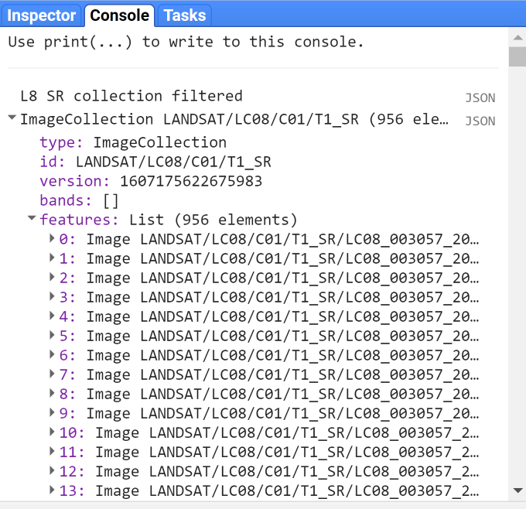 Inspector Console Tasks
Use print(...) to write to this console.
L8 SR collection filtered JSON
ImageCollection LANDSAT/LC08/C01/T1_SR (956 ele… JSON
type: ImageCollection
id: LANDSAT/LC08/C01/T1_SR
version: 1607175622675983
bands: []
features: List (956 elements)
0: Image LANDSAT/LC08/C01/T1_SR/LC08_003057_20…
1: Image LANDSAT/LC08/C01/T1_SR/LC08_003057_20…
2: Image LANDSAT/LC08/C01/T1_SR/LC08_003057_20…
3: Image LANDSAT/LC08/C01/T1_SR/LC08_003057_20…
4: Image LANDSAT/LC08/C01/T1_SR/LC08_003057_20…
5: Image LANDSAT/LC08/C01/T1_SR/LC08_003057_20…
6: Image LANDSAT/LC08/C01/T1_SR/LC08_003057_20…
7: Image LANDSAT/LC08/C01/T1_SR/LC08_003057_20…
8: Image LANDSAT/LC08/C01/T1_SR/LC08_003057_20…
9: Image LANDSAT/LC08/C01/T1_SR/LC08_003057_20…
10: Image LANDSAT/LC08/C01/T1_SR/LC08_003057_2…
11: Image LANDSAT/LC08/C01/T1_SR/LC08_003057_2…
12: Image LANDSAT/LC08/C01/T1_SR/LC08_003057_2…
13: Image LANDSAT/LC08/C01/T1_SR/LC08_003057_2…